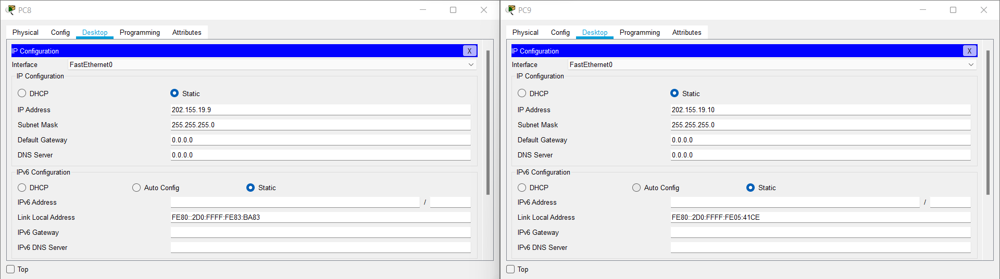 PC8
Physical Config Desktop Programming Attributes
IP Configuration X
Interface FastEthernet0
IP Configuration
DHCP Static
IP Address 202.155.19.9
Subnet Mask 255.255.255.0
Default Gateway 0.0.0.0
DNS Server 0.0.0.0
IPv6 Configuration
DHCP Auto Config Static
IPv6 Address /
Link Local Address FE80::2D0:FFFF:FE83:BA83
IPv6 Gateway
IPv6 DNS Server
Top
PC9
Physical Config Desktop Programming Attributes
IP Configuration X
Interface FastEthernet0
IP Configuration
DHCP Static
IP Address 202.155.19.10
Subnet Mask 255.255.255.0
Default Gateway 0.0.0.0
DNS Server 0.0.0.0
IPv6 Configuration
DHCP Auto Config Static
IPv6 Address /
Link Local Address FE80::2D0:FFFF:FE05:41CE
IPv6 Gateway
IPv6 DNS Server
Top